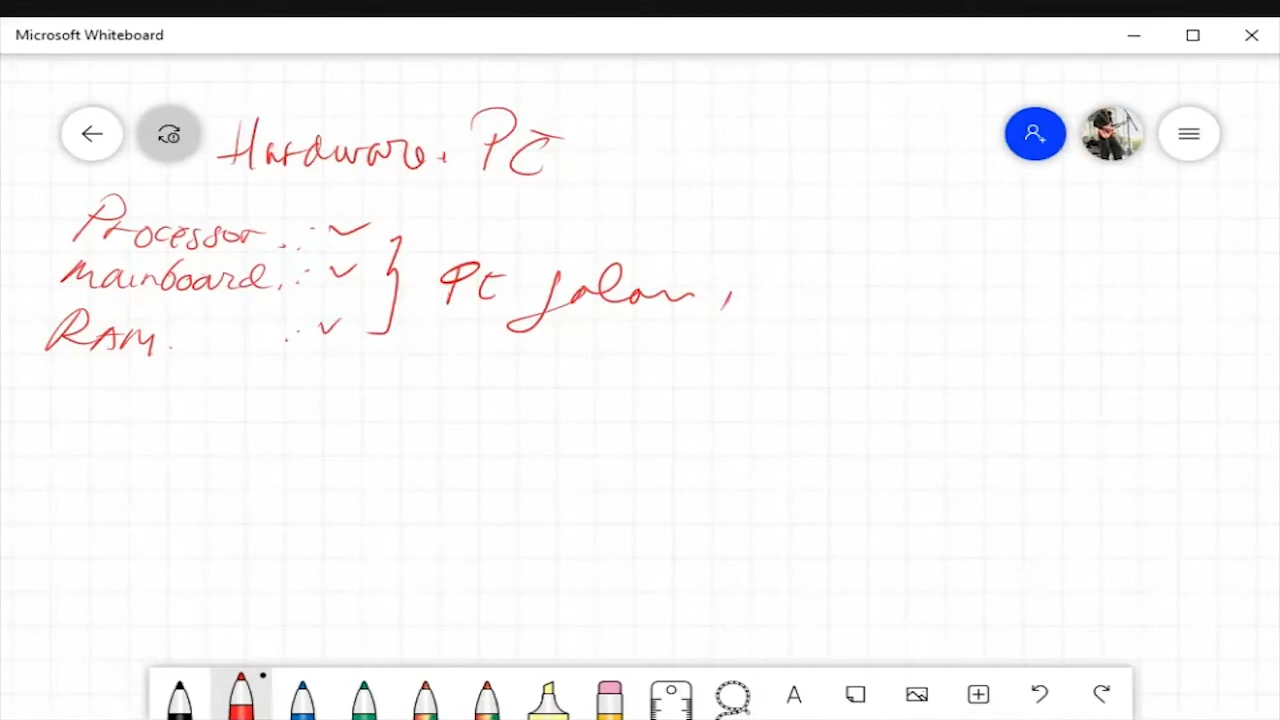 Microsoft Whiteboard
Hardware. PC
Processor. : ✓
Mainboard. : ✓
RAM. : ✓
} PC jalan,
A